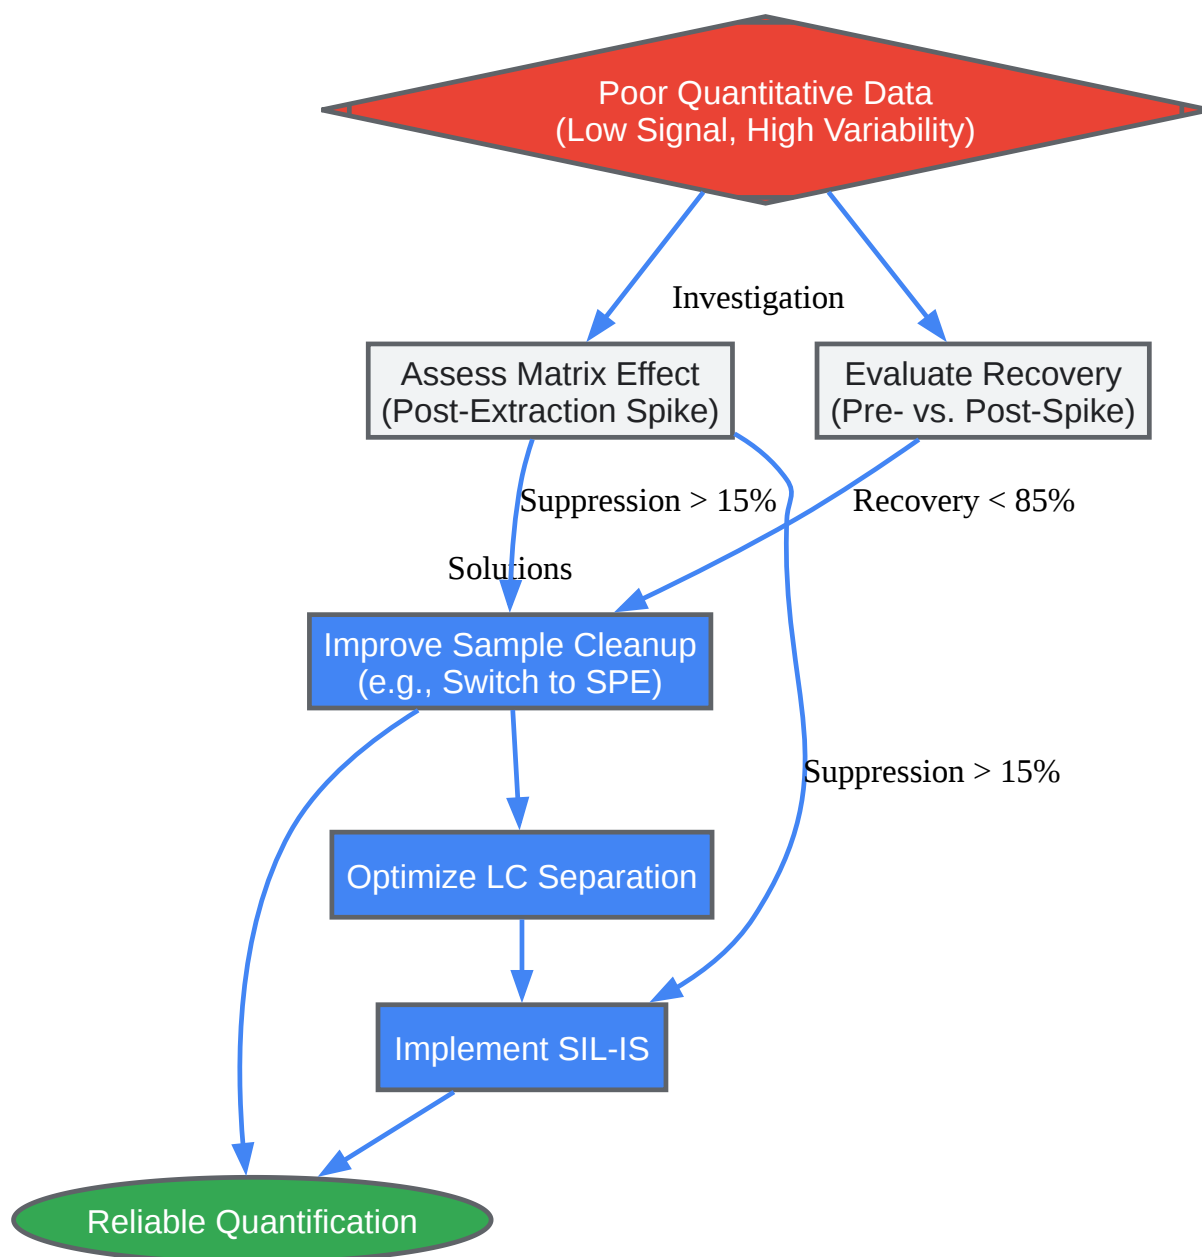 Poor Quantitative Data
(Low Signal, High Variability)
Investigation
Assess Matrix Effect
(Post-Extraction Spike)
Evaluate Recovery
(Pre- vs. Post-Spike)
Suppression > 15%
Recovery < 85%
Solutions
Improve Sample Cleanup
(e.g., Switch to SPE)
Suppression > 15%
Optimize LC Separation
Implement SIL-IS
Reliable Quantification